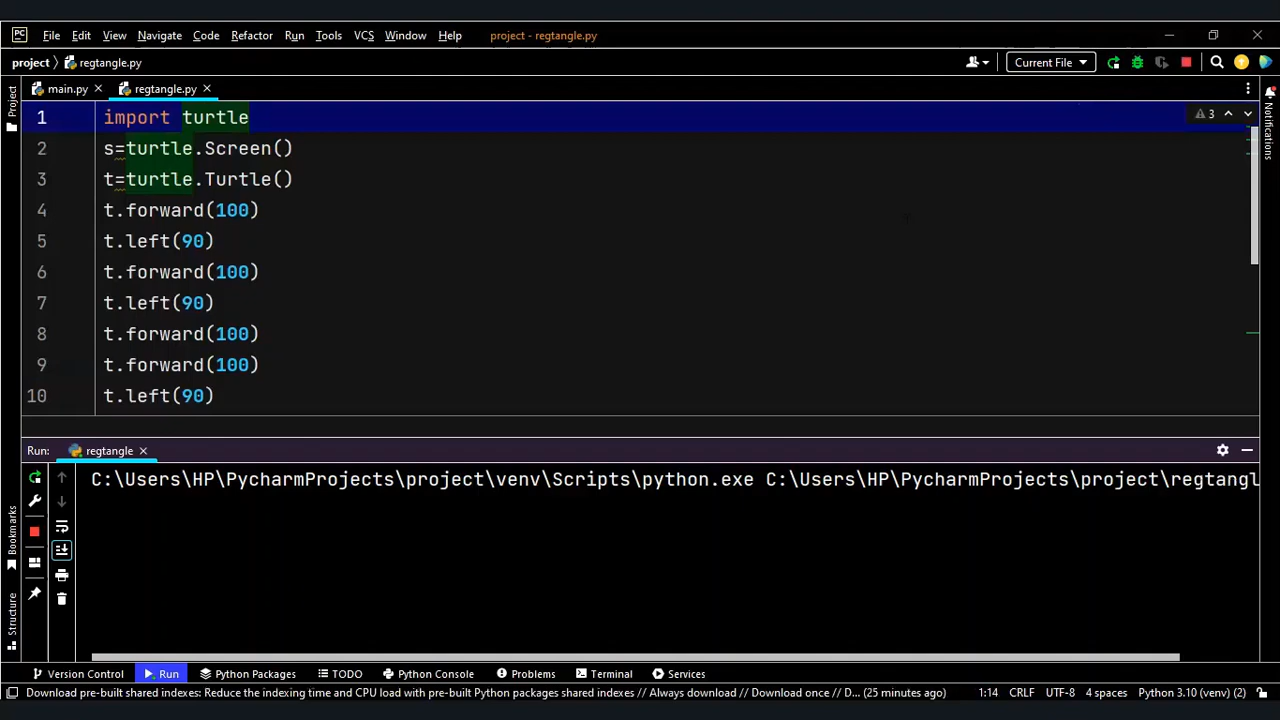 PC File Edit View Navigate Code Refactor Run Tools VCS Window Help project - regtangle.py
project regtangle.py Current File
main.py regtangle.py
Project
Notifications
3
1 import turtle
2 s=turtle.Screen()
3 t=turtle.Turtle()
4 t.forward(100)
5 t.left(90)
6 t.forward(100)
7 t.left(90)
8 t.forward(100)
9 t.forward(100)
10 t.left(90)
Run: regtangle
C:\Users\HP\PycharmProjects\project\venv\Scripts\python.exe C:\Users\HP\PycharmProjects\project\regtangl
Bookmarks
Structure
Version Control Run Python Packages TODO Python Console Problems Terminal Services
Download pre-built shared indexes: Reduce the indexing time and CPU load with pre-built Python packages shared indexes // Always download // Download once // D... (25 minutes ago) 1:14 CRLF UTF-8 4 spaces Python 3.10 (venv) (2)